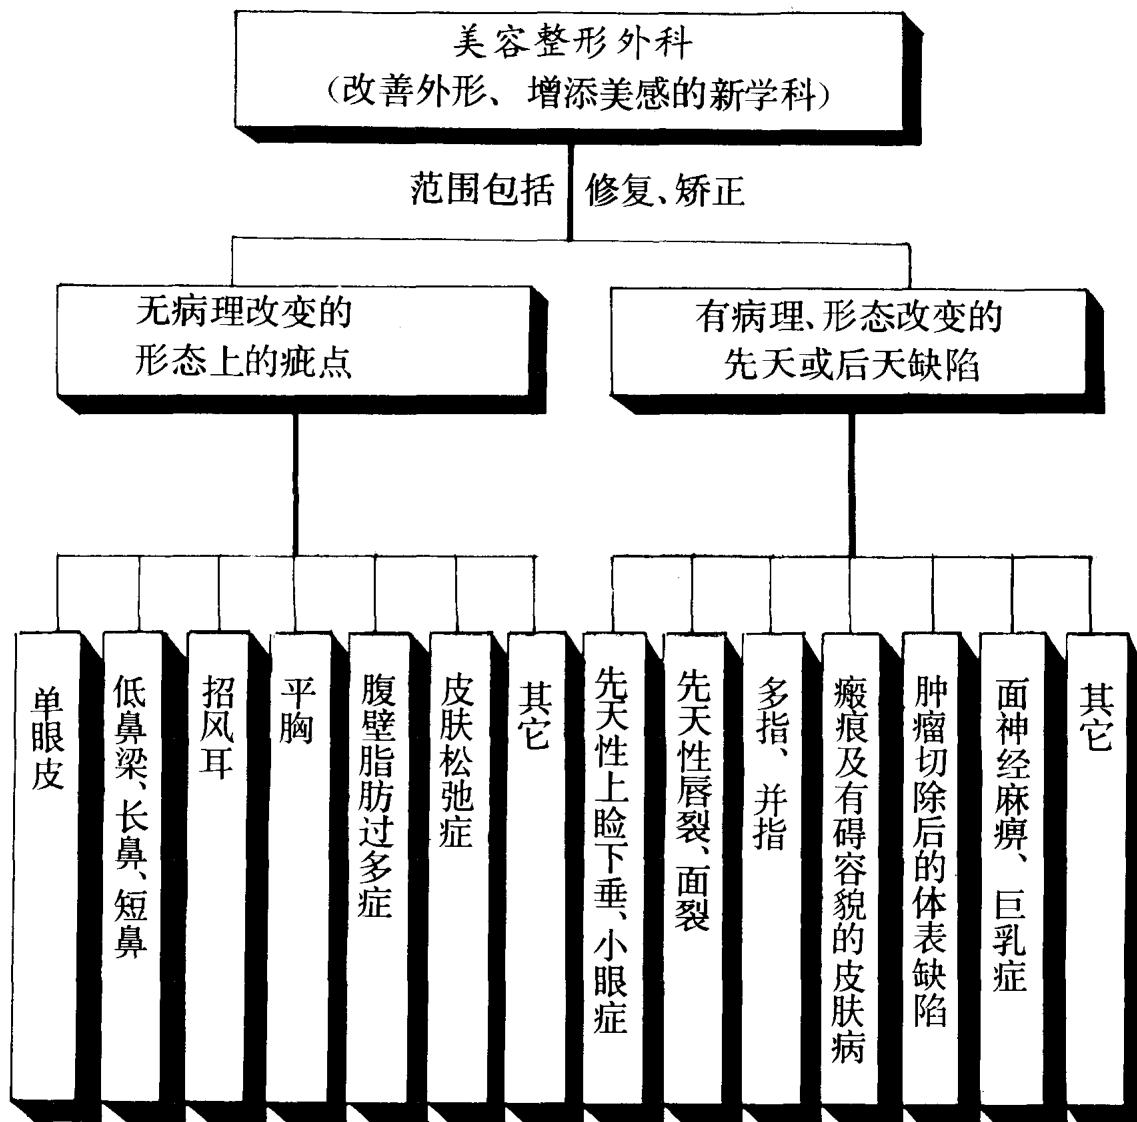 美容整形外科
(改善外形、增添美感的新学科)
范围包括 修复、矫正
无病理改变的
形态上的疵点
有病理、形态改变的
先天或后天缺陷
单眼皮
低鼻梁、长鼻、短鼻
招风耳
平胸
腹壁脂肪过多症
皮肤松弛症
其它
先天性上睑下垂、小眼症
先天性唇裂、面裂
多指、并指
瘢痕及有碍容貌的皮肤病
肿瘤切除后的体表缺陷
面神经麻痹、巨乳症
其它